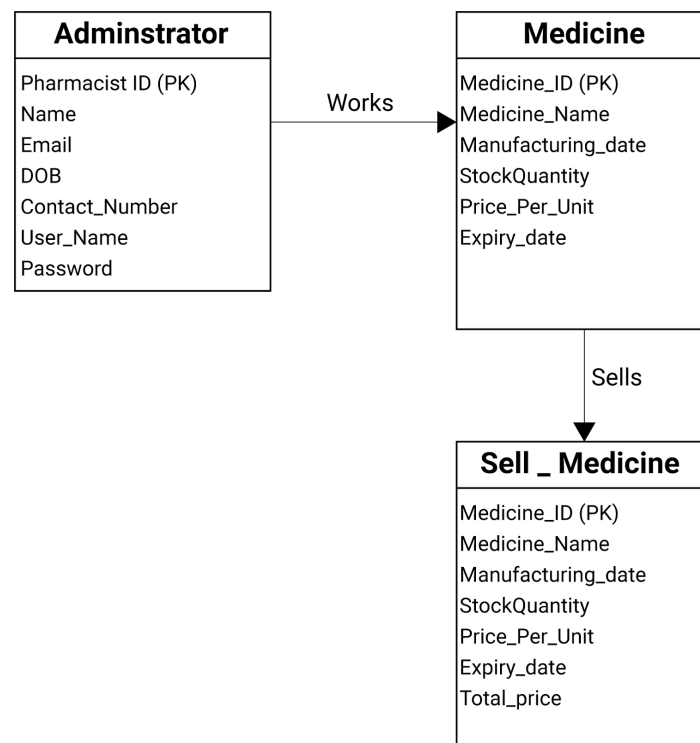 Adminstrator
Pharmacist ID (PK)
Name
Email
DOB
Contact_Number
User_Name
Password
Works
Medicine
Medicine_ID (PK)
Medicine_Name
Manufacturing_date
StockQuantity
Price_Per_Unit
Expiry_date
Sells
Sell _ Medicine
Medicine_ID (PK)
Medicine_Name
Manufacturing_date
StockQuantity
Price_Per_Unit
Expiry_date
Total_price